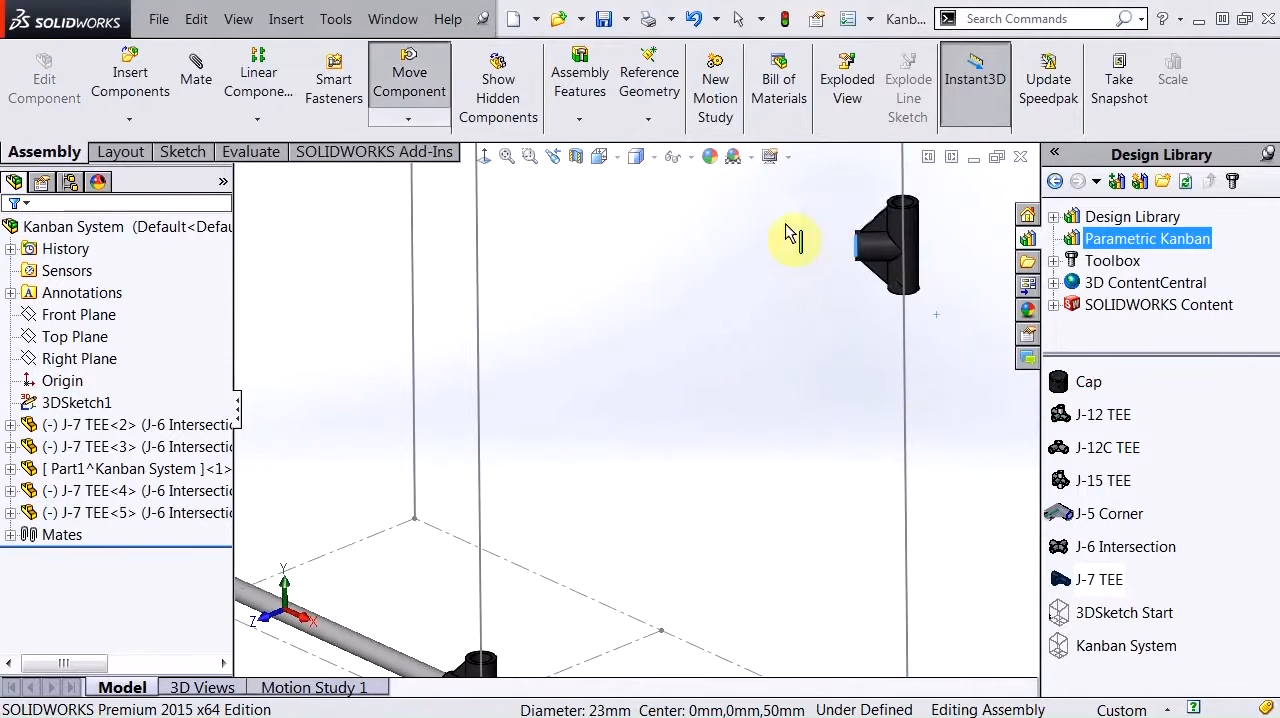 SOLIDWORKS File Edit View Insert Tools Window Help Kanb... Search Commands
Edit Component
Insert Components
Mate
Linear Compone...
Smart Fasteners
Move Component
Show Hidden Components
Assembly Features
Reference Geometry
New Motion Study
Bill of Materials
Exploded View
Explode Line Sketch
Instant3D
Update Speedpak
Take Snapshot
Scale
Assembly Layout Sketch Evaluate SOLIDWORKS Add-Ins
Kanban System (Default<Defau
History
Sensors
Annotations
Front Plane
Top Plane
Right Plane
Origin
3DSketch1
(-) J-7 TEE<2> (J-6 Intersectic
(-) J-7 TEE<3> (J-6 Intersectic
[ Part1^Kanban System ]<1>
(-) J-7 TEE<4> (J-6 Intersectic
(-) J-7 TEE<5> (J-6 Intersectic
Mates
Y
Z
X
Design Library
Design Library
Parametric Kanban
Toolbox
3D ContentCentral
SOLIDWORKS Content
Cap
J-12 TEE
J-12C TEE
J-15 TEE
J-5 Corner
J-6 Intersection
J-7 TEE
3DSketch Start
Kanban System
Model 3D Views Motion Study 1
SOLIDWORKS Premium 2015 x64 Edition Diameter: 23mm Center: 0mm,0mm,50mm Under Defined Editing Assembly Custom